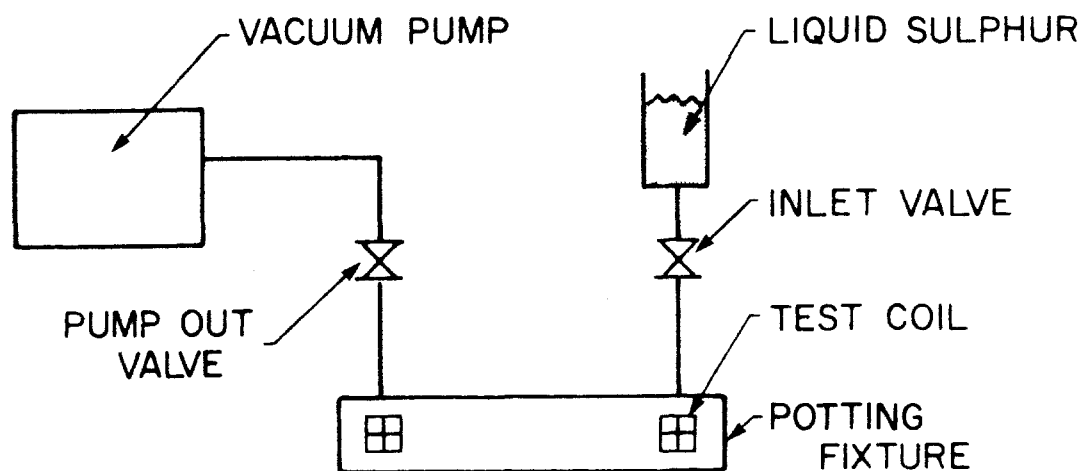 VACUUM PUMP
LIQUID SULPHUR
INLET VALVE
PUMP OUT
VALVE
TEST COIL
POTTING
FIXTURE